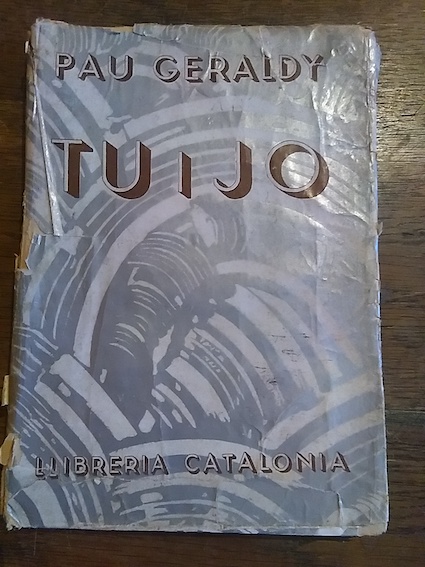 PAU GERALDY
TU I JO
LLIBRERIA CATALONIA